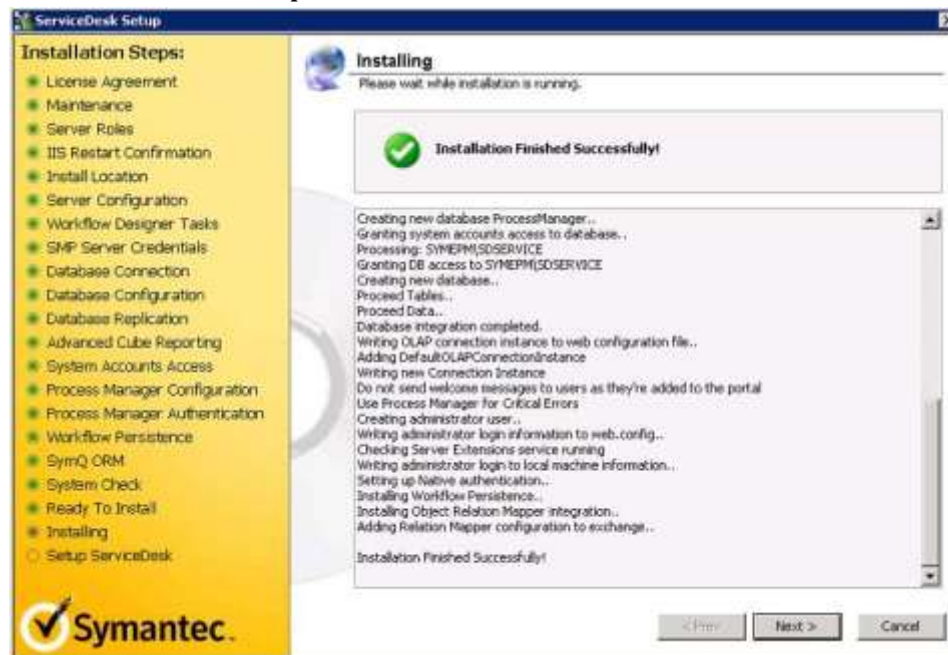 ServiceDesk Setup
Installation Steps:
License Agreement
Maintenance
Server Roles
IIS Restart Confirmation
Install Location
Server Configuration
Workflow Designer Tasks
SMP Server Credentials
Database Connection
Database Configuration
Database Replication
Advanced Cube Reporting
System Accounts Access
Process Manager Configuration
Process Manager Authentication
Workflow Persistence
SymQ ORM
System Check
Ready To Install
Installing
Setup ServiceDesk
Symantec.
Installing
Please wait while installation is running.
Installation Finished Successfully!
Creating new database ProcessManager..
Granting system accounts access to database..
Processing: SYMEPM\SDSERVICE
Granting DB access to SYMEPM\SDSERVICE
Creating new database..
Proceed Tables..
Proceed Data..
Database integration completed.
Writing OLAP connection instance to web configuration file..
Adding DefaultOLAPConnectionInstance
Writing new Connection Instance
Do not send welcome messages to users as they're added to the portal
Use Process Manager for Critical Errors
Creating administrator user..
Writing administrator login information to web.config..
Checking Server Extensions service running
Writing administrator login to local machine information..
Setting up Native authentication..
Installing Workflow Persistence..
Installing Object Relation Mapper integration..
Adding Relation Mapper configuration to exchange..
Installation Finished Successfully!
< Prev
Next >
Cancel